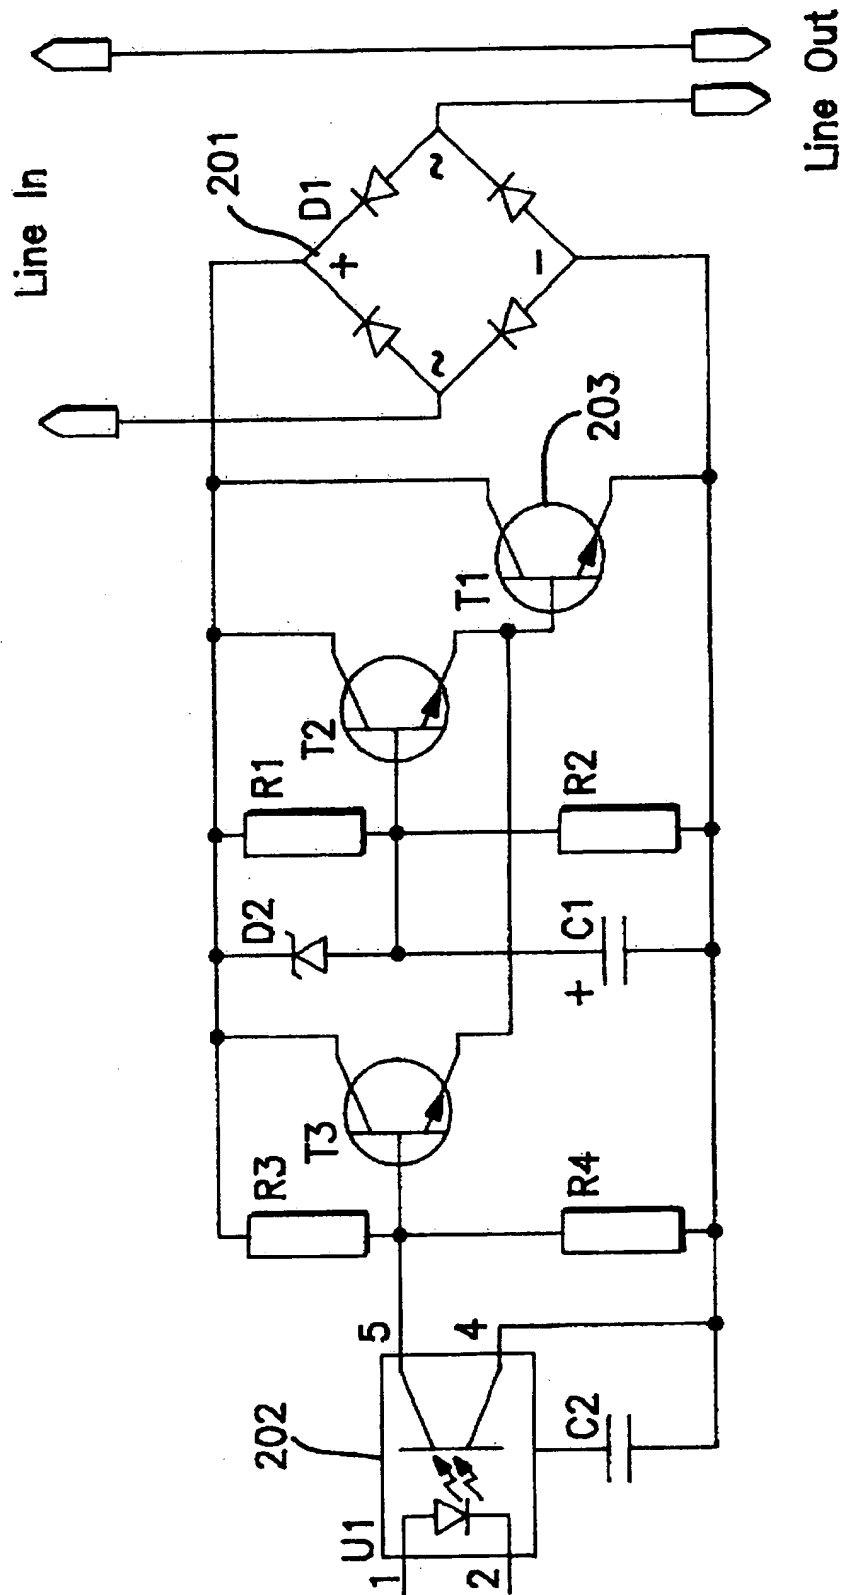 Line In
Line Out
201
D1
+
~
~
−
203
T1
T2
R1
R2
D2
C1
+
T3
R3
R4
5
4
202
C2
U1
1
2